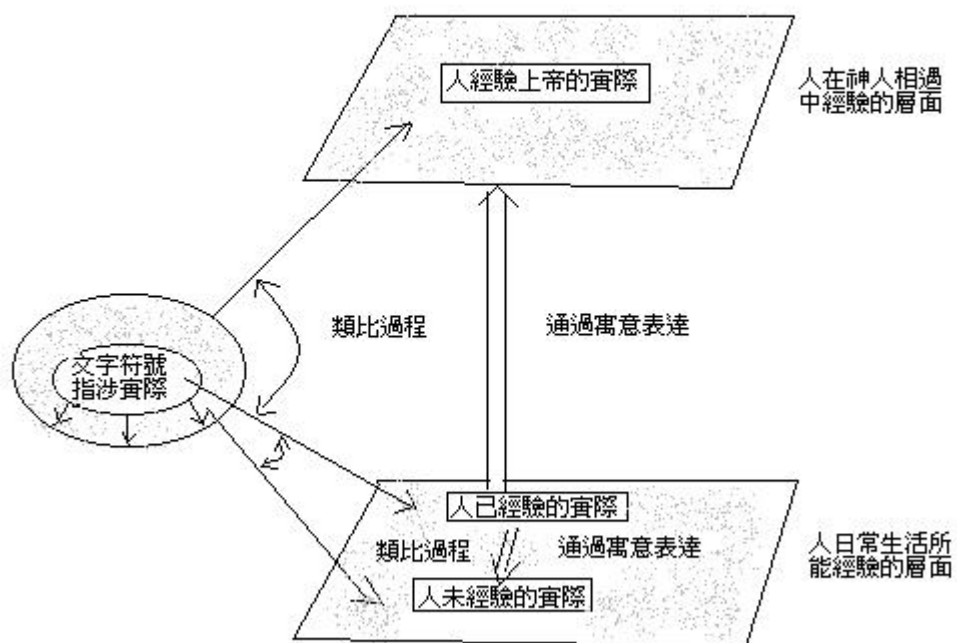 人經驗上帝的實際
人在神人相遇
中經驗的層面
類比過程
通過寓意表達
文字符號
指涉實際
人已經驗的實際
類比過程
通過寓意表達
人未經驗的實際
人日常生活所
能經驗的層面